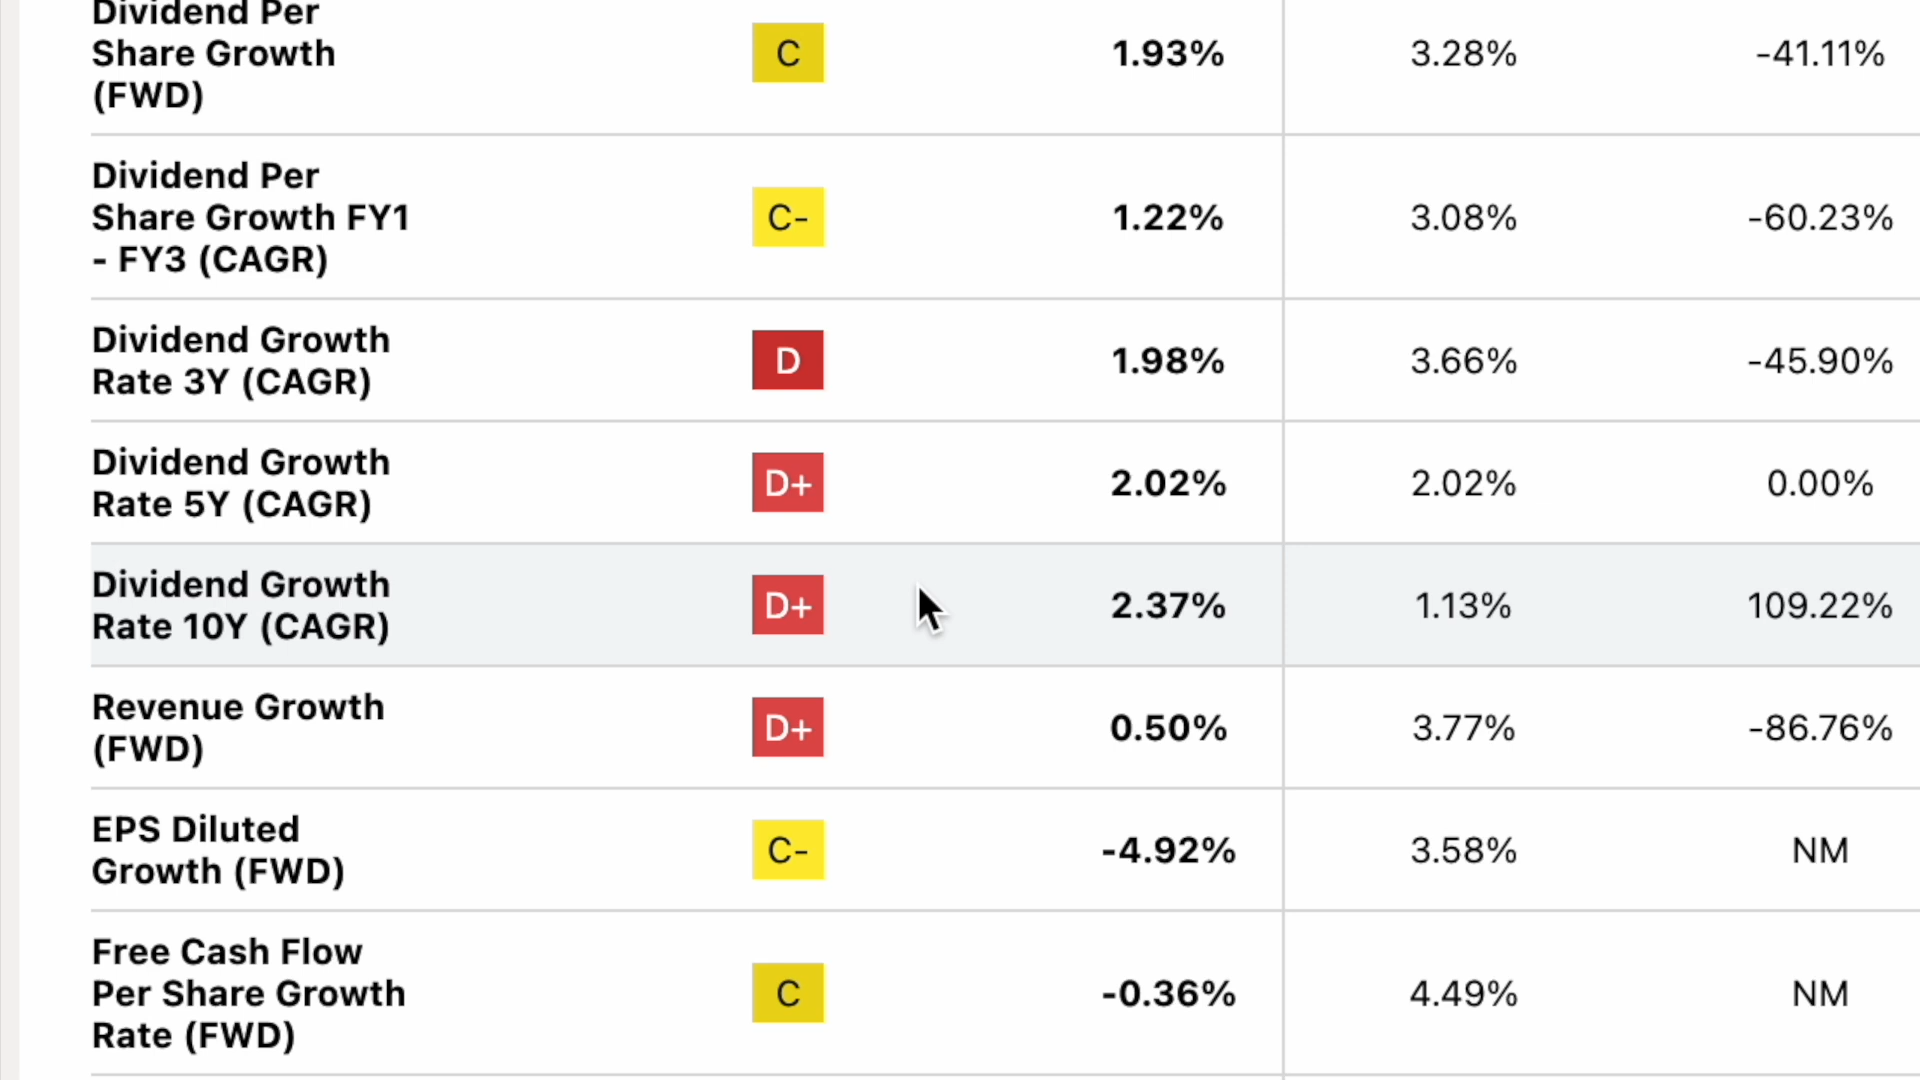 Dividend Per
Share Growth
(FWD)
C
1.93%
3.28%
-41.11%
Dividend Per
Share Growth FY1
- FY3 (CAGR)
C-
1.22%
3.08%
-60.23%
Dividend Growth
Rate 3Y (CAGR)
D
1.98%
3.66%
-45.90%
Dividend Growth
Rate 5Y (CAGR)
D+
2.02%
2.02%
0.00%
Dividend Growth
Rate 10Y (CAGR)
D+
2.37%
1.13%
109.22%
Revenue Growth
(FWD)
D+
0.50%
3.77%
-86.76%
EPS Diluted
Growth (FWD)
C-
-4.92%
3.58%
NM
Free Cash Flow
Per Share Growth
Rate (FWD)
C
-0.36%
4.49%
NM